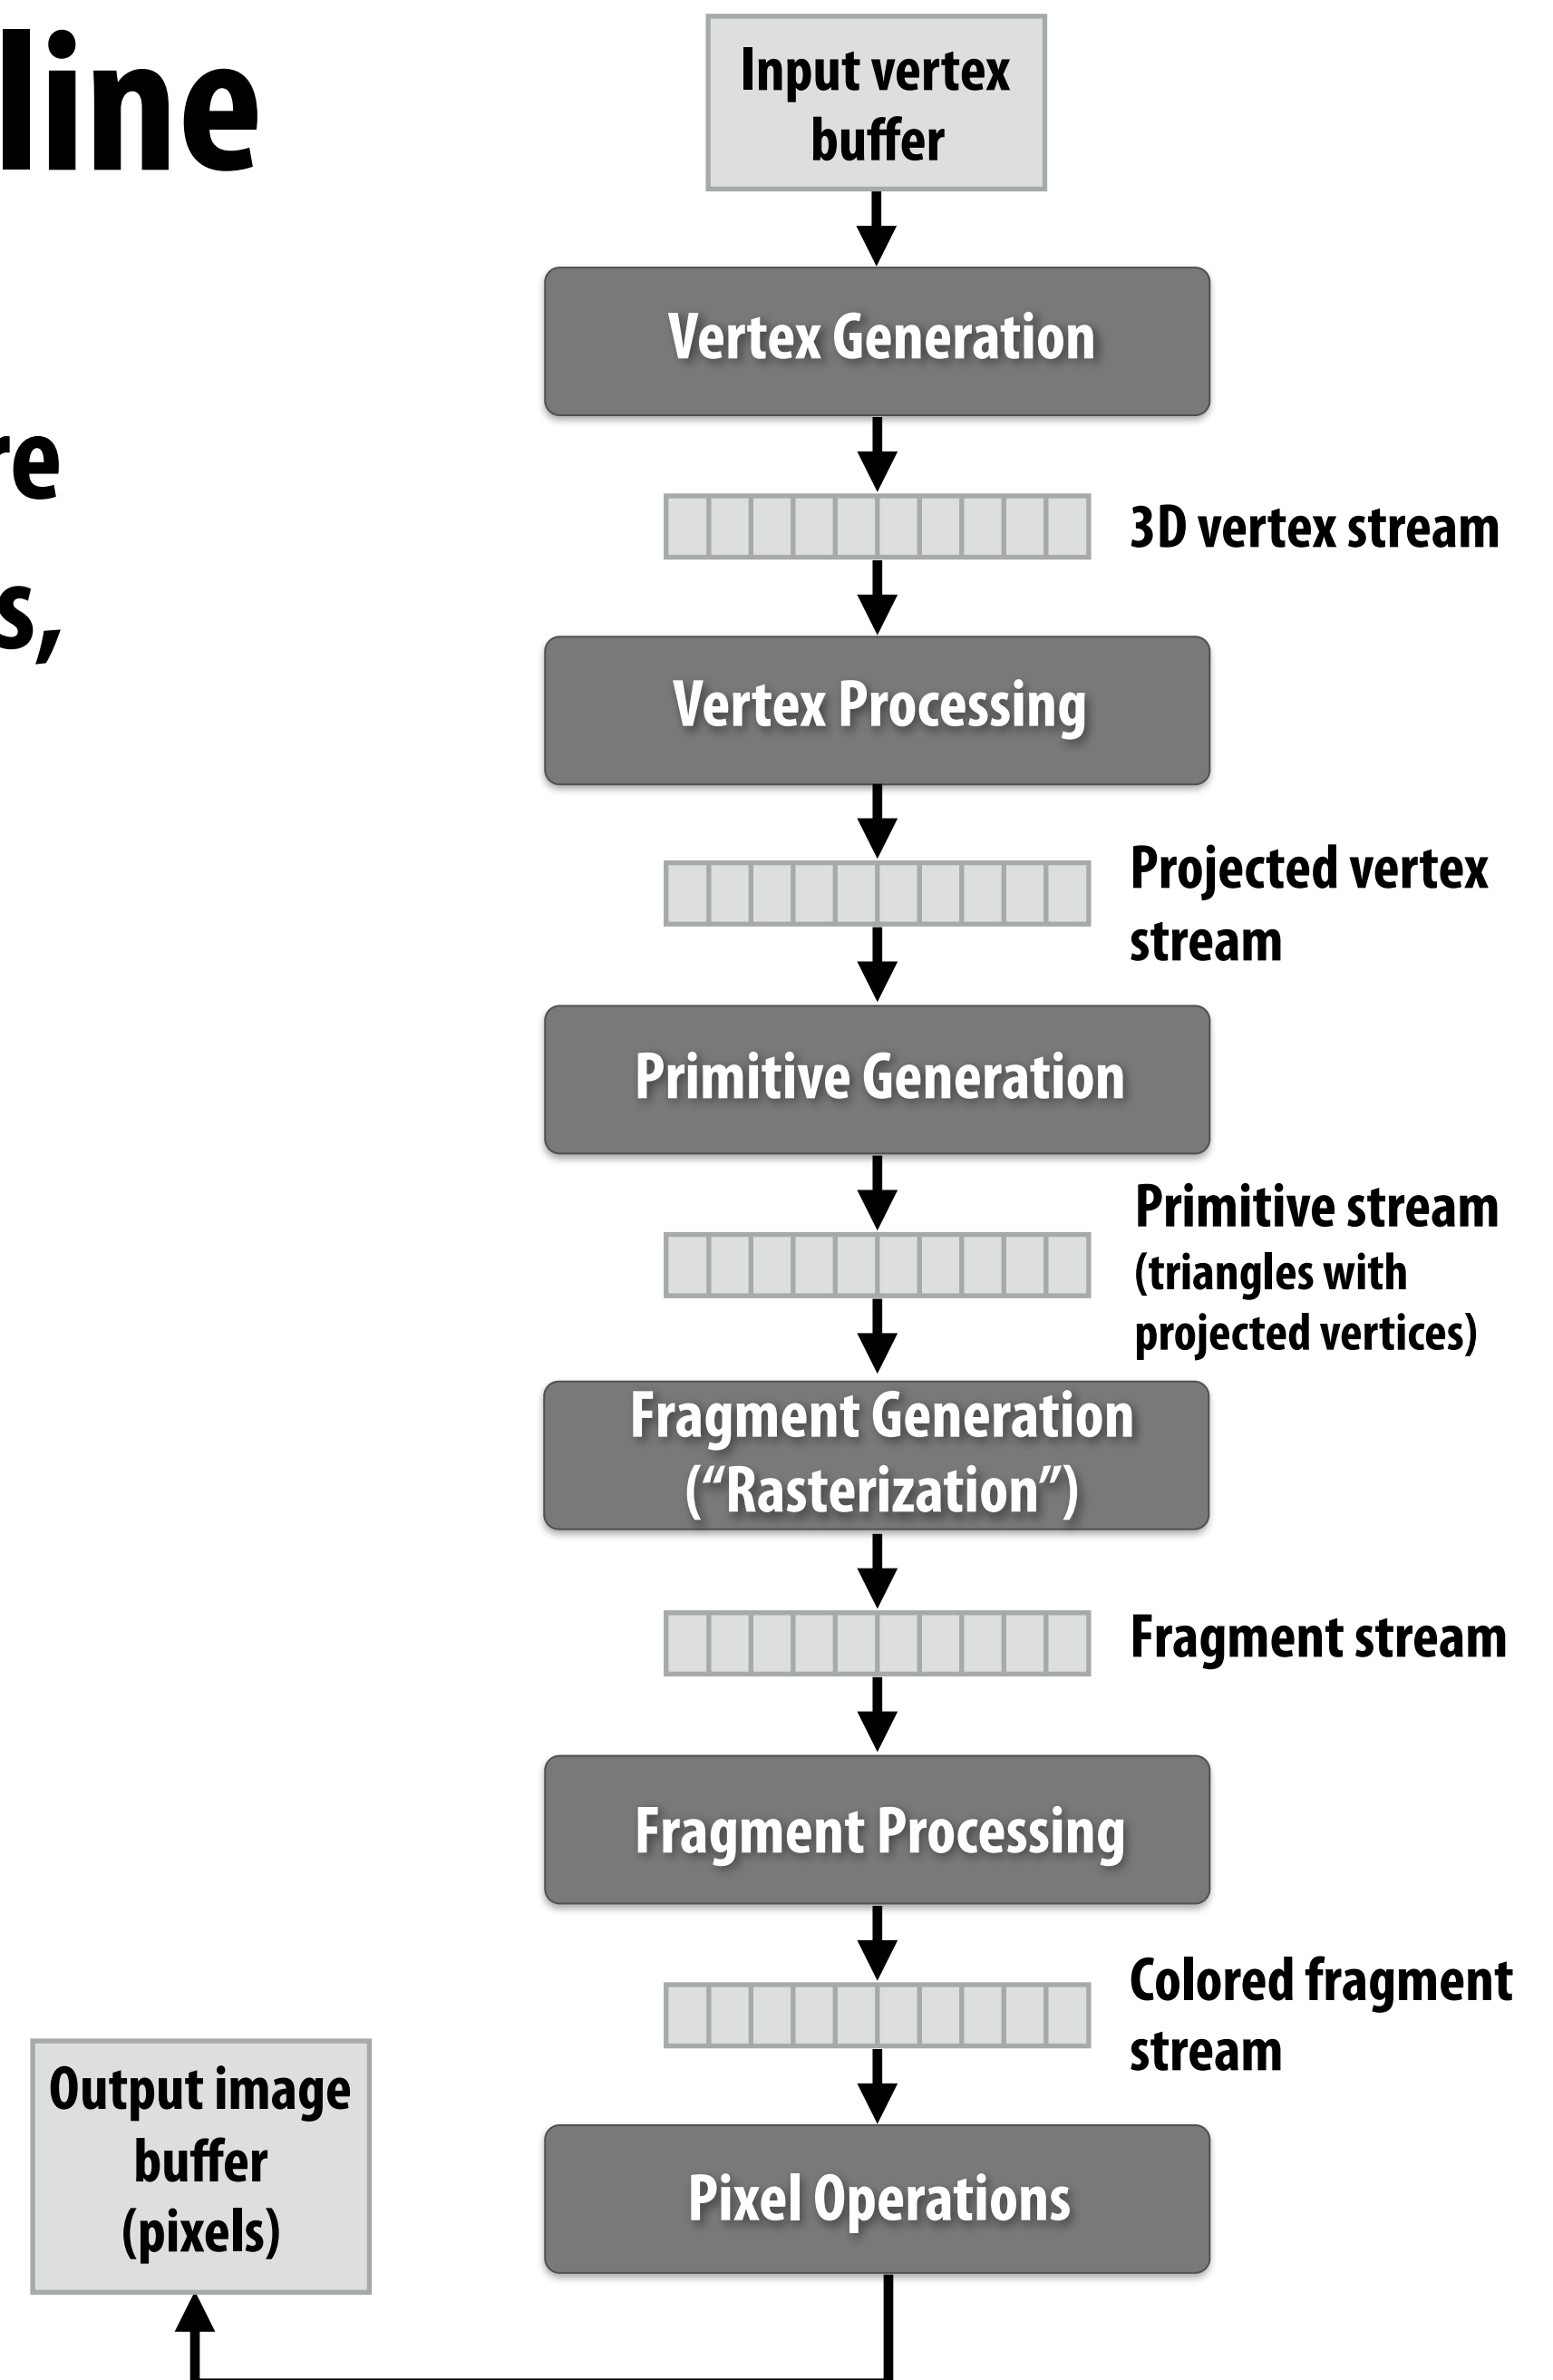 line
re
s,
Input vertex
buffer
Vertex Generation
3D vertex stream
Vertex Processing
Projected vertex
stream
Primitive Generation
Primitive stream
(triangles with
projected vertices)
Fragment Generation
(“Rasterization”)
Fragment stream
Fragment Processing
Colored fragment
stream
Pixel Operations
Output image
buffer
(pixels)